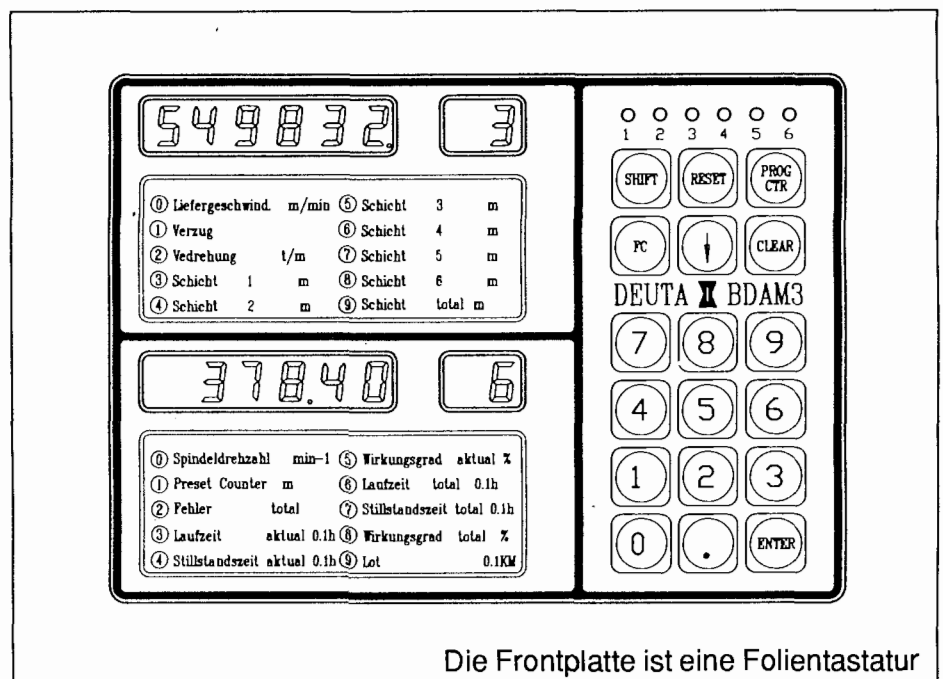 549832. 3
⓪ Liefergeschwind. m/min ⑤ Schicht 3 m
① Verzug ⑥ Schicht 4 m
② Vedrehung t/m ⑦ Schicht 5 m
③ Schicht 1 m ⑧ Schicht 6 m
④ Schicht 2 m ⑨ Schicht total m
378.40 6
⓪ Spindeldrehzahl min-1 ⑤ Wirkungsgrad aktual %
① Preset Counter m ⑥ Laufzeit total 0.1h
② Fehler total ⑦ Stillstandszeit total 0.1h
③ Laufzeit aktual 0.1h ⑧ Wirkungsgrad total %
④ Stillstandszeit aktual 0.1h ⑨ Lot 0.1KM
1 2 3 4 5 6
SHIFT RESET PROG
CTR
FC ↓ CLEAR
DEUTA II BDAM3
7 8 9
4 5 6
1 2 3
0 . ENTER
Die Frontplatte ist eine Folientastatur